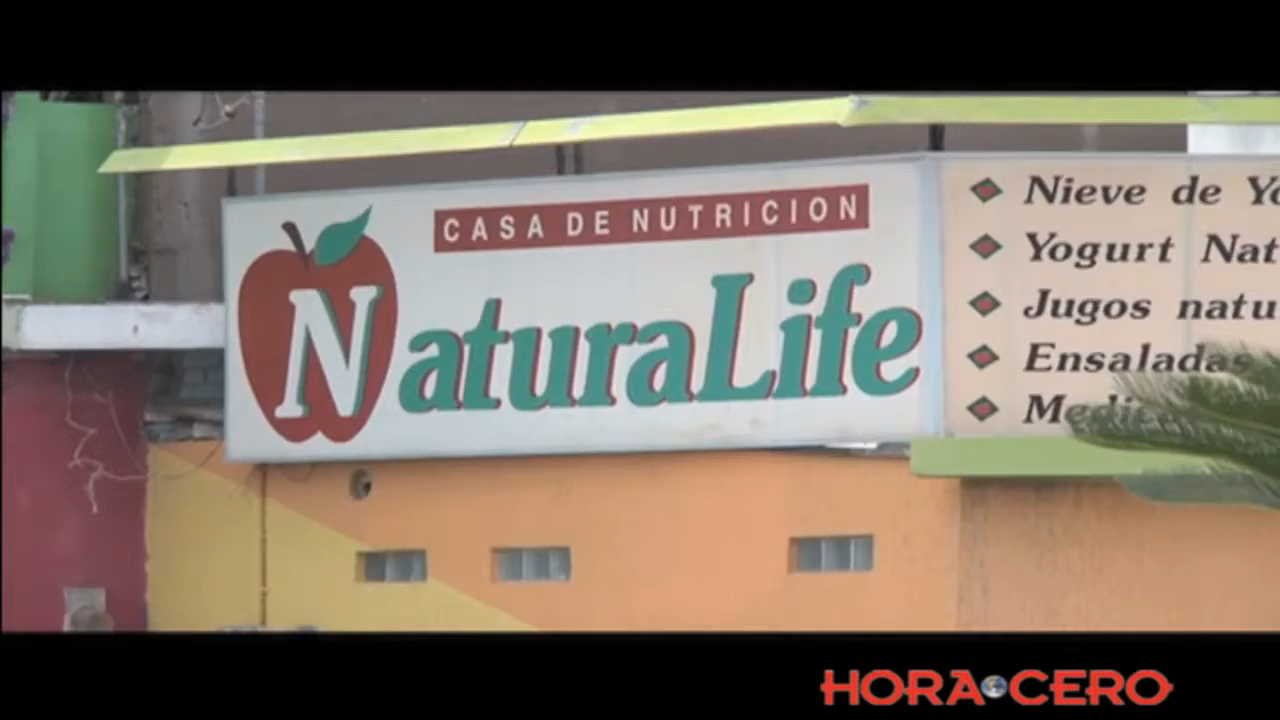 CASA DE NUTRICION
NaturaLife
Nieve de
Yogurt
Jugos
Ensaladas
HORA CERO